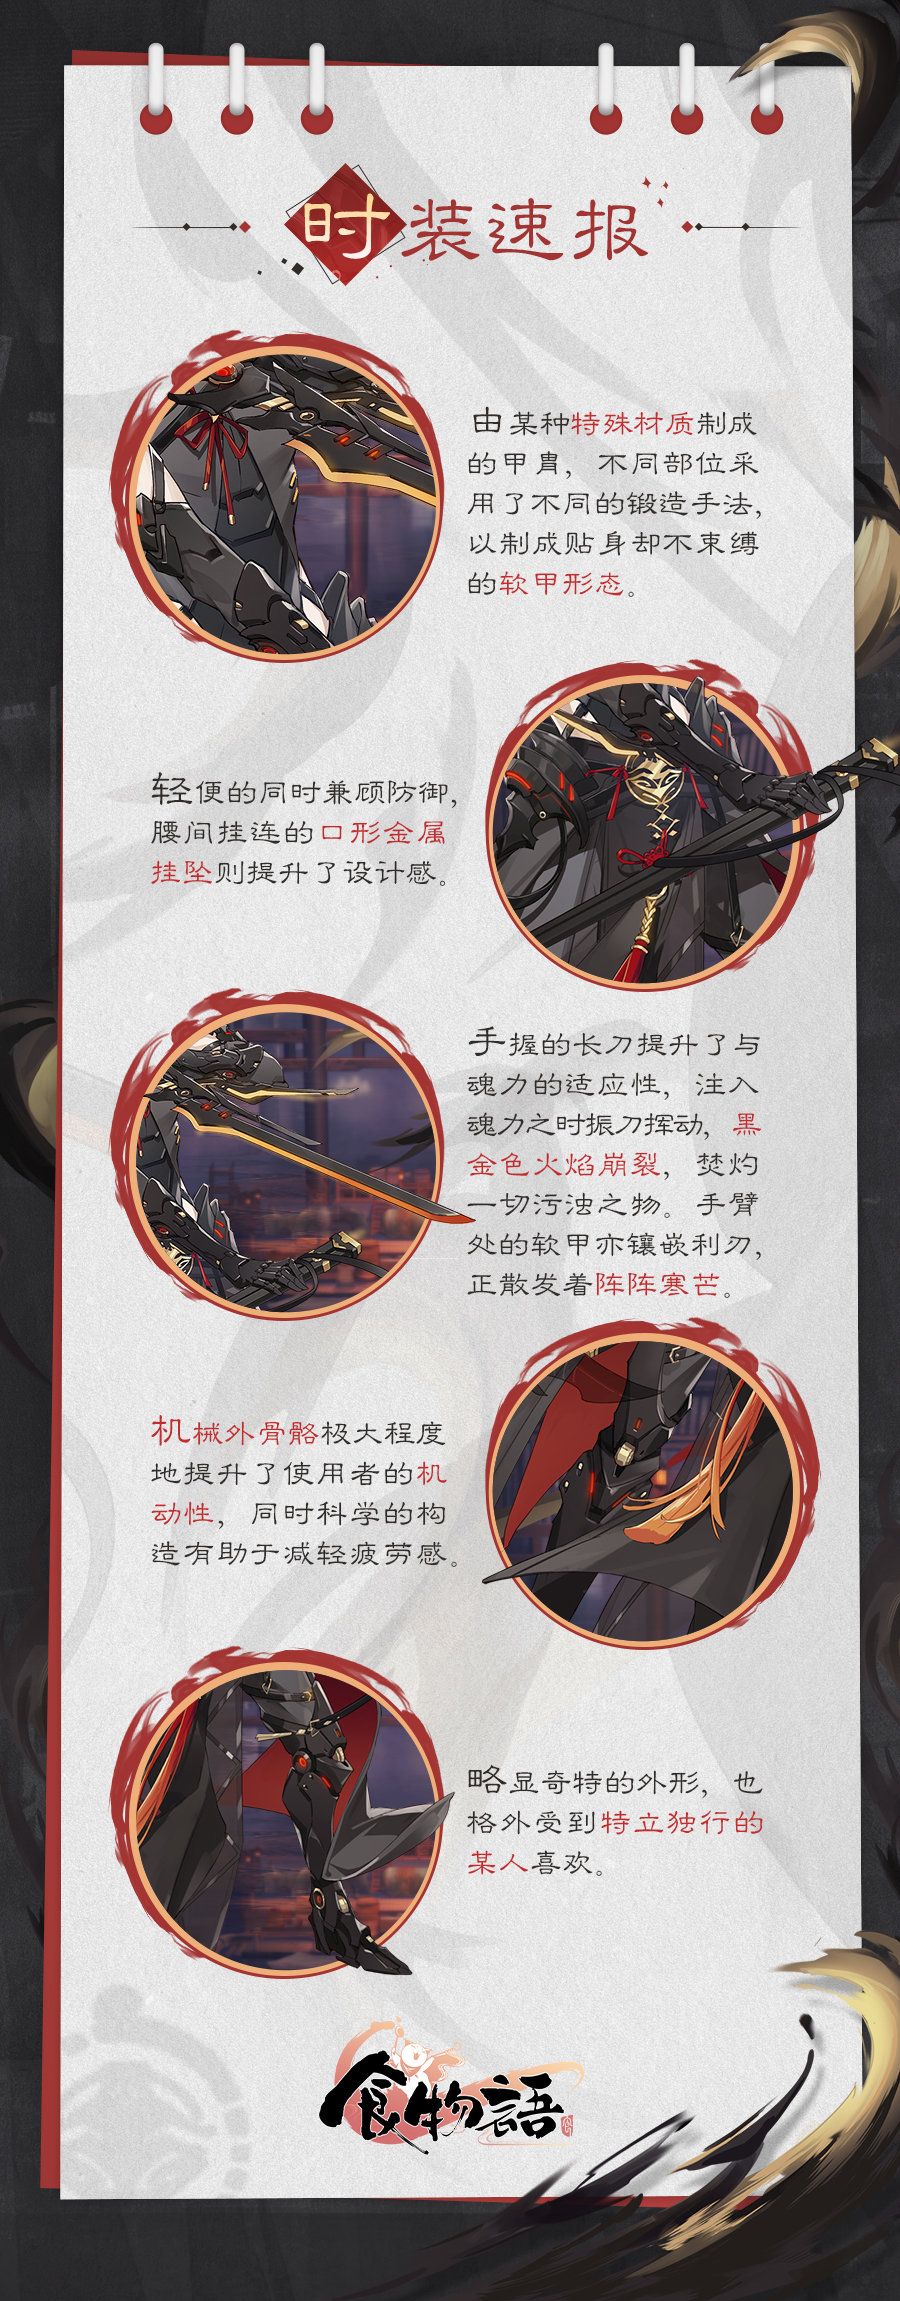 时装速报
由某种特殊材质制成
的甲胄，不同部位采
用了不同的锻造手法，
以制成贴身却不束缚
的软甲形态。
轻便的同时兼顾防御，
腰间挂连的口形金属
挂坠则提升了设计感。
手握的长刀提升了与
魂力的适应性，注入
魂力之时振刀挥动，黑
金色火焰崩裂，焚灼
一切污浊之物。手臂
处的软甲亦镶嵌利刃，
正散发着阵阵寒芒。
机械外骨骼极大程度
地提升了使用者的机
动性，同时科学的构
造有助于减轻疲劳感。
略显奇特的外形，也
格外受到特立独行的
某人喜欢。
食物語